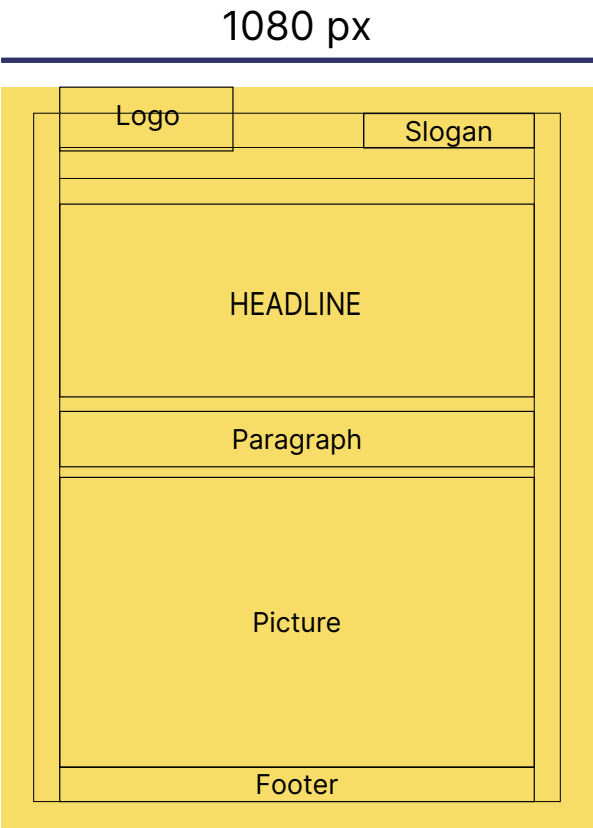 1080 px
Logo
Slogan
HEADLINE
Paragraph
Picture
Footer